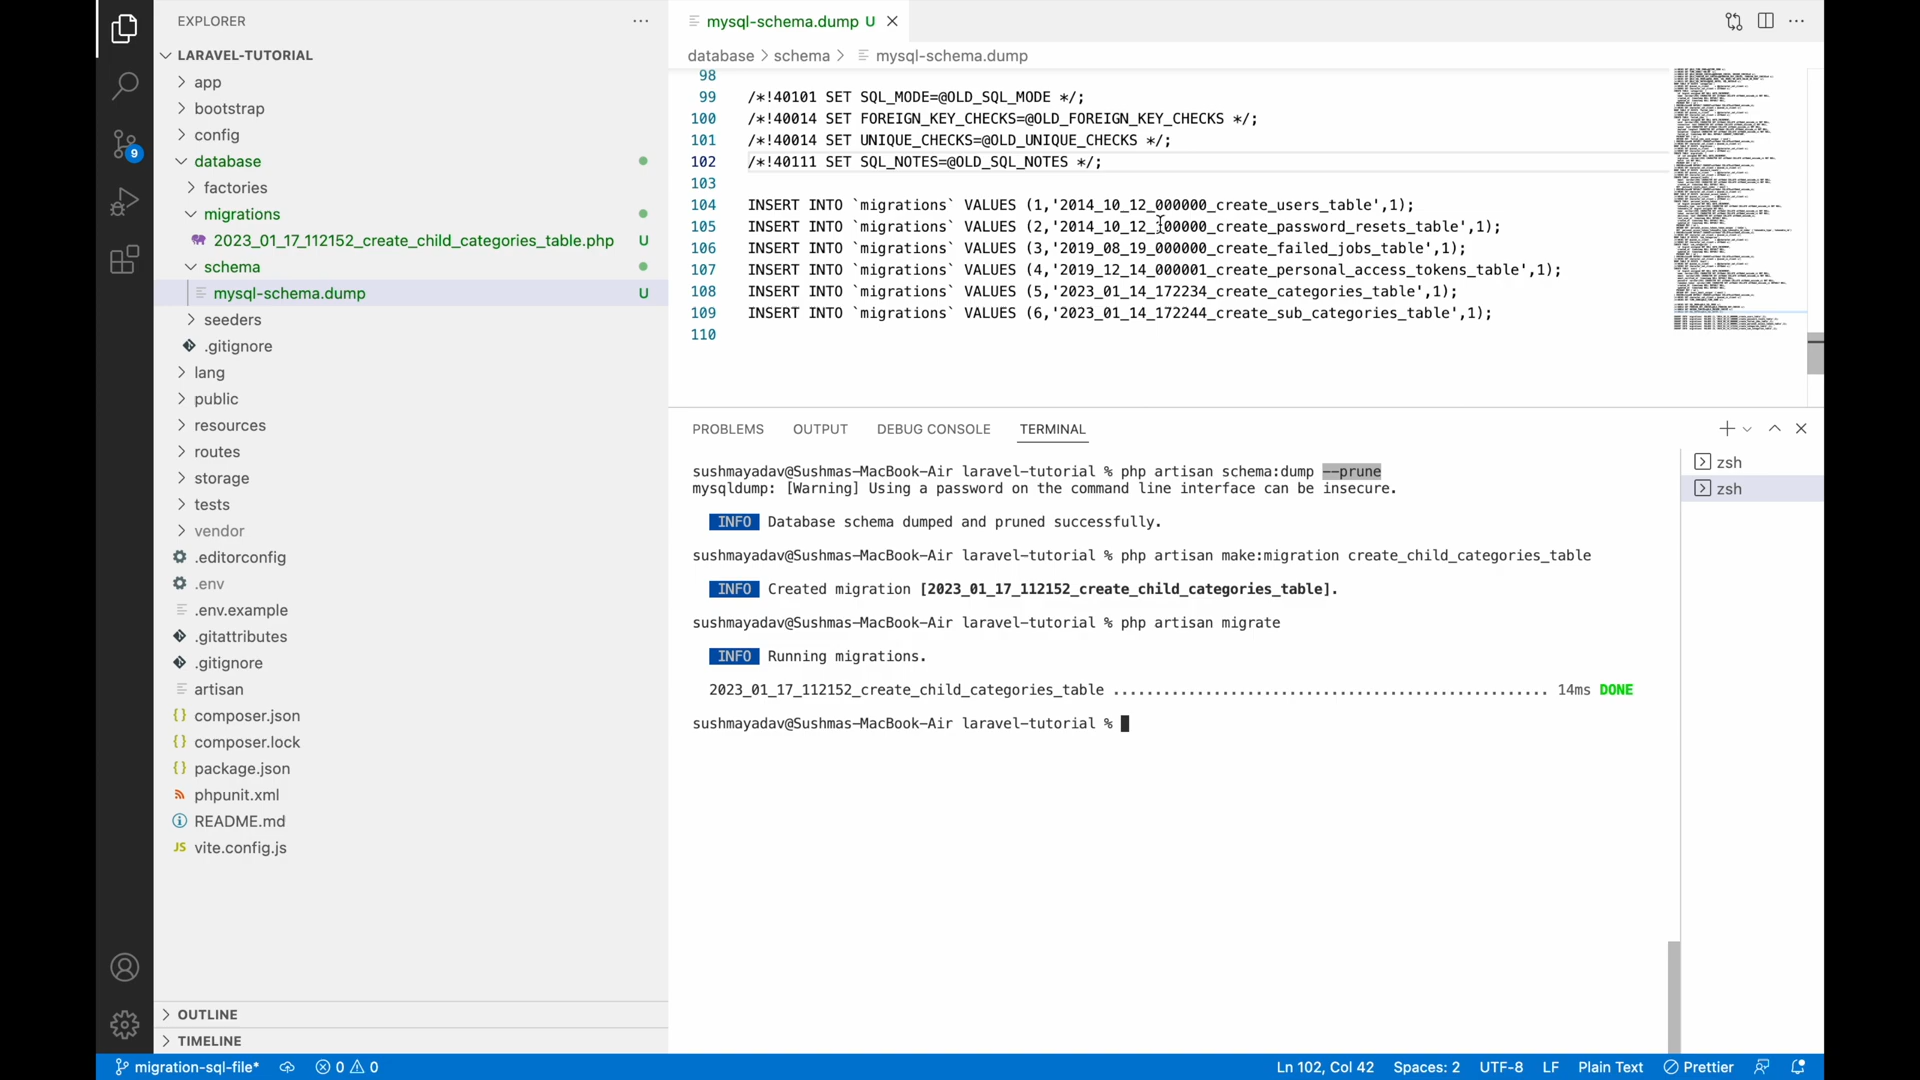 EXPLORER
LARAVEL-TUTORIAL
app
bootstrap
config
database
factories
migrations
2023_01_17_112152_create_child_categories_table.php U
schema
mysql-schema.dump U
seeders
.gitignore
lang
public
resources
routes
storage
tests
vendor
.editorconfig
.env
.env.example
.gitattributes
.gitignore
artisan
composer.json
composer.lock
package.json
phpunit.xml
README.md
vite.config.js
OUTLINE
TIMELINE
9
mysql-schema.dump U
database > schema > mysql-schema.dump
98
99 /*!40101 SET SQL_MODE=@OLD_SQL_MODE */;
100 /*!40014 SET FOREIGN_KEY_CHECKS=@OLD_FOREIGN_KEY_CHECKS */;
101 /*!40014 SET UNIQUE_CHECKS=@OLD_UNIQUE_CHECKS */;
102 /*!40111 SET SQL_NOTES=@OLD_SQL_NOTES */;
103
104 INSERT INTO `migrations` VALUES (1,'2014_10_12_000000_create_users_table',1);
105 INSERT INTO `migrations` VALUES (2,'2014_10_12_100000_create_password_resets_table',1);
106 INSERT INTO `migrations` VALUES (3,'2019_08_19_000000_create_failed_jobs_table',1);
107 INSERT INTO `migrations` VALUES (4,'2019_12_14_000001_create_personal_access_tokens_table',1);
108 INSERT INTO `migrations` VALUES (5,'2023_01_14_172234_create_categories_table',1);
109 INSERT INTO `migrations` VALUES (6,'2023_01_14_172244_create_sub_categories_table',1);
110
PROBLEMS OUTPUT DEBUG CONSOLE TERMINAL
sushmayadav@Sushmas-MacBook-Air laravel-tutorial % php artisan schema:dump --prune
mysqldump: [Warning] Using a password on the command line interface can be insecure.
INFO Database schema dumped and pruned successfully.
sushmayadav@Sushmas-MacBook-Air laravel-tutorial % php artisan make:migration create_child_categories_table
INFO Created migration [2023_01_17_112152_create_child_categories_table].
sushmayadav@Sushmas-MacBook-Air laravel-tutorial % php artisan migrate
INFO Running migrations.
2023_01_17_112152_create_child_categories_table .................................................... 14ms DONE
sushmayadav@Sushmas-MacBook-Air laravel-tutorial %
zsh
zsh
migration-sql-file* 0 0 Ln 102, Col 42 Spaces: 2 UTF-8 LF Plain Text Prettier